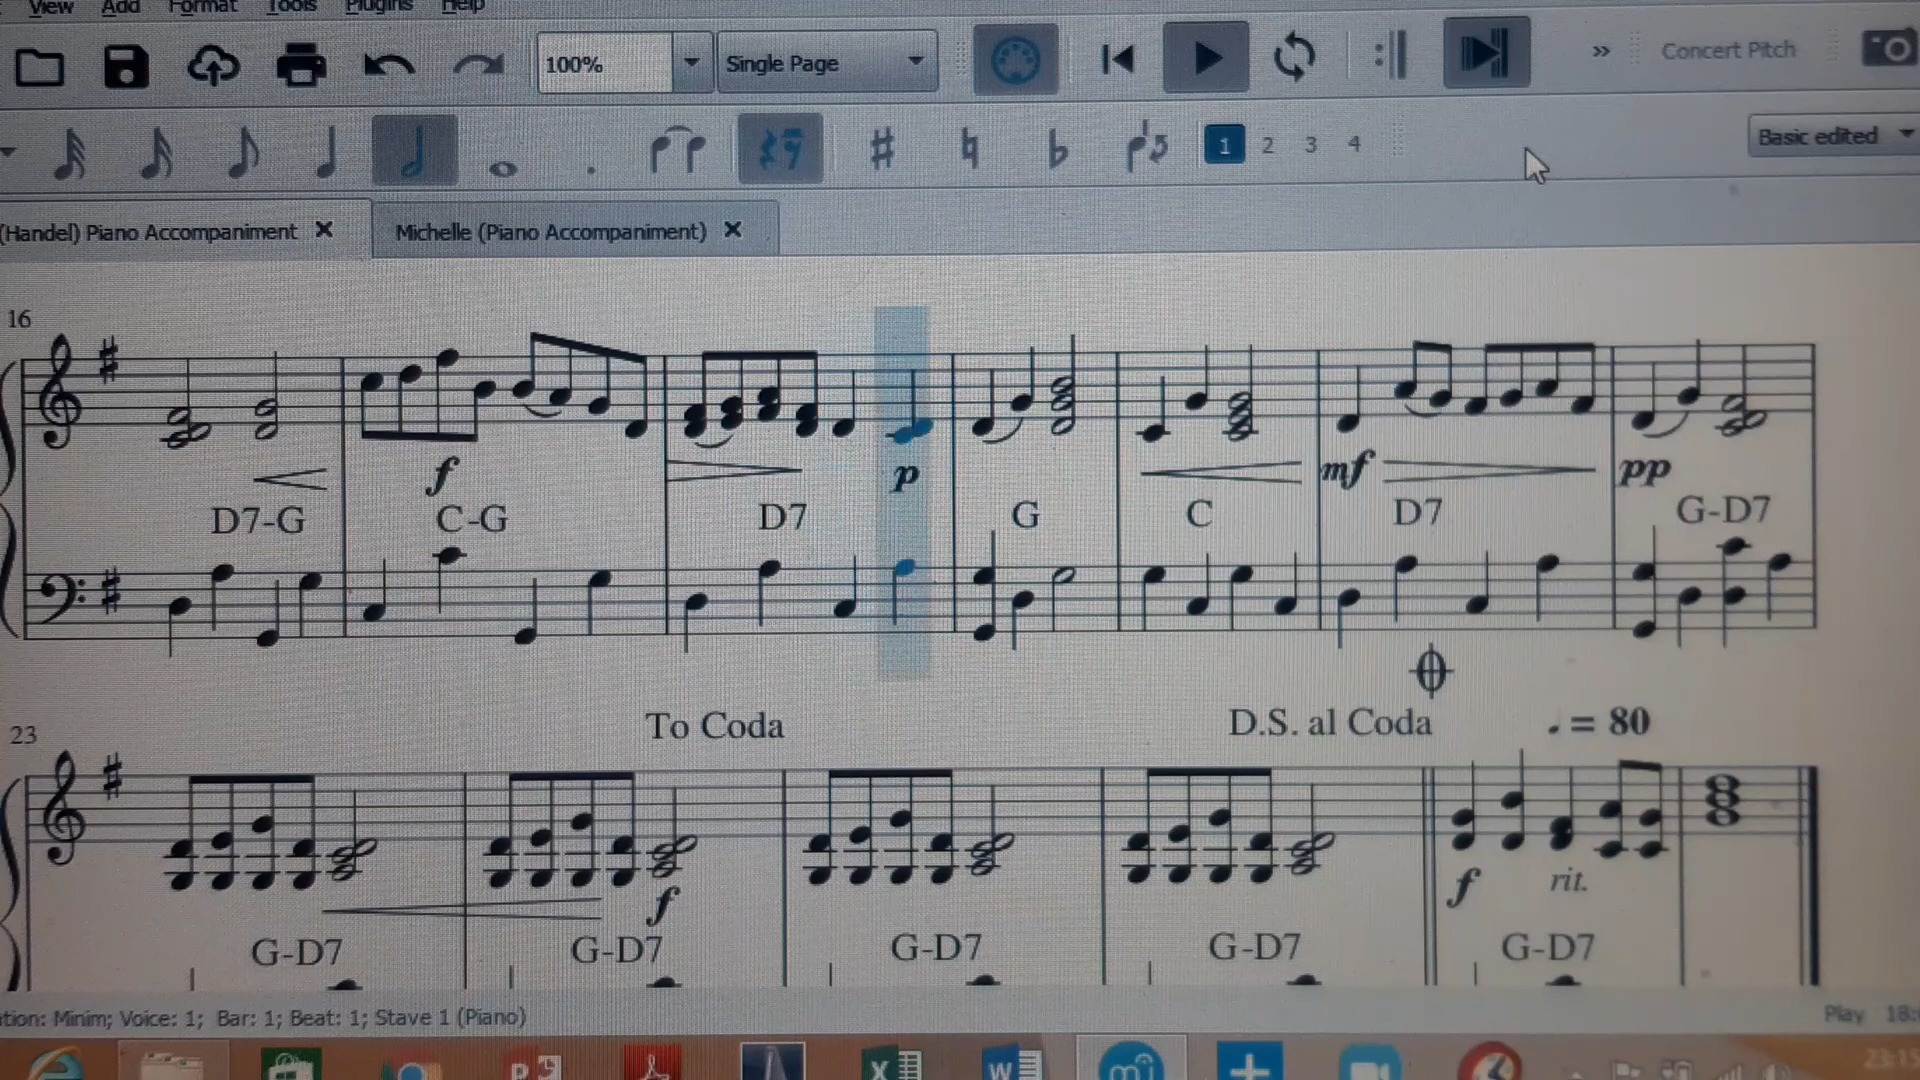 View Add Format Tools Plugins Help
100% Single Page Concert Pitch
1 2 3 4 Basic edited
(Handel) Piano Accompaniment Michelle (Piano Accompaniment)
16
f p mf pp
D7-G C-G D7 G C D7 G-D7
23 To Coda D.S. al Coda = 80
f f rit.
G-D7 G-D7 G-D7 G-D7 G-D7
Minim; Voice: 1; Bar: 1; Beat: 1; Stave 1 (Piano) Play